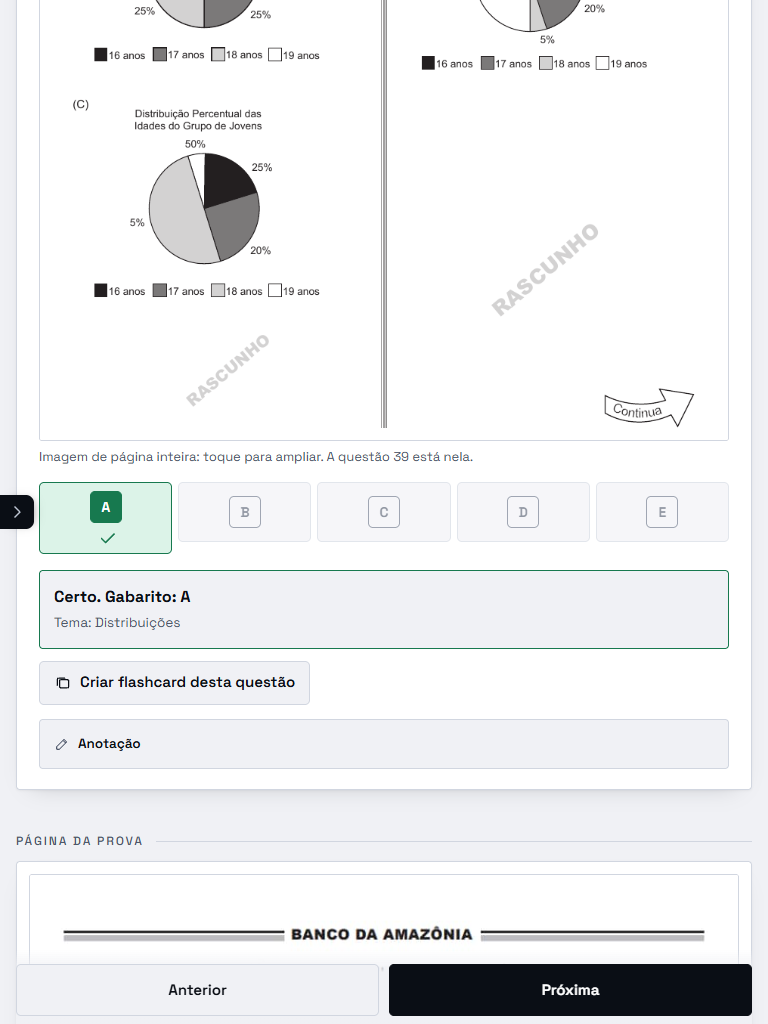 25%
25%
16 anos 17 anos 18 anos 19 anos
20%
5%
16 anos 17 anos 18 anos 19 anos
(C)
Distribuição Percentual das
Idades do Grupo de Jovens
50%
25%
5%
20%
16 anos 17 anos 18 anos 19 anos
RASCUNHO
RASCUNHO
Continua
Imagem de página inteira: toque para ampliar. A questão 39 está nela.
A
B
C
D
E
Certo. Gabarito: A
Tema: Distribuições
Criar flashcard desta questão
Anotação
PÁGINA DA PROVA
BANCO DA AMAZÔNIA
Anterior
Próxima